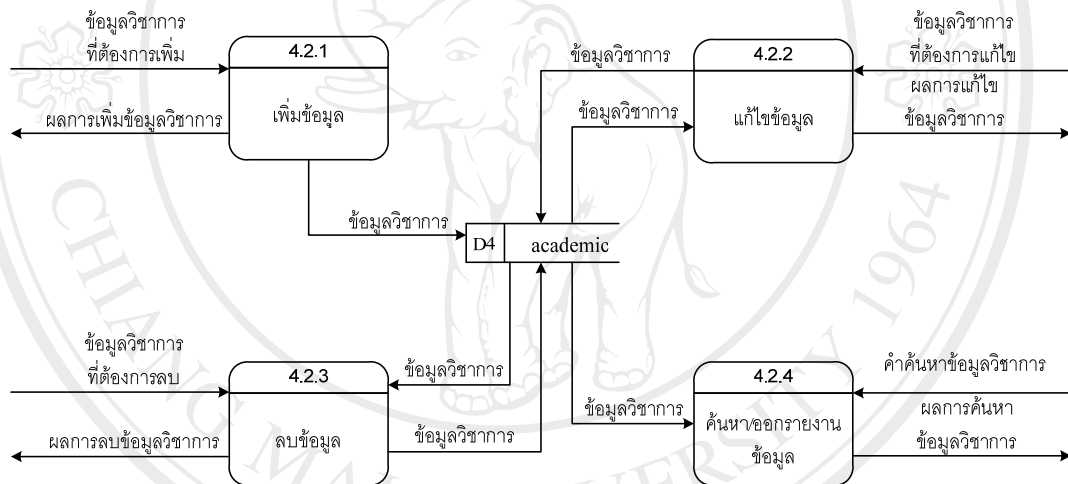 ข้อมูลวิชาการ
ที่ต้องการเพิ่ม
4.2.1
เพิ่มข้อมูล
ผลการเพิ่มข้อมูลวิชาการ
ข้อมูลวิชาการ
4.2.2
แก้ไขข้อมูล
ข้อมูลวิชาการ
ที่ต้องการแก้ไข
ผลการแก้ไข
ข้อมูลวิชาการ
ข้อมูลวิชาการ
ข้อมูลวิชาการ
D4
academic
ข้อมูลวิชาการ
ที่ต้องการลบ
4.2.3
ลบข้อมูล
ผลการลบข้อมูลวิชาการ
ข้อมูลวิชาการ
ข้อมูลวิชาการ
ข้อมูลวิชาการ
4.2.4
ค้นหา/ออกรายงาน
ข้อมูล
คำค้นหาข้อมูลวิชาการ
ผลการค้นหา
ข้อมูลวิชาการ
CHIANG MAI UNIVERSITY 1964